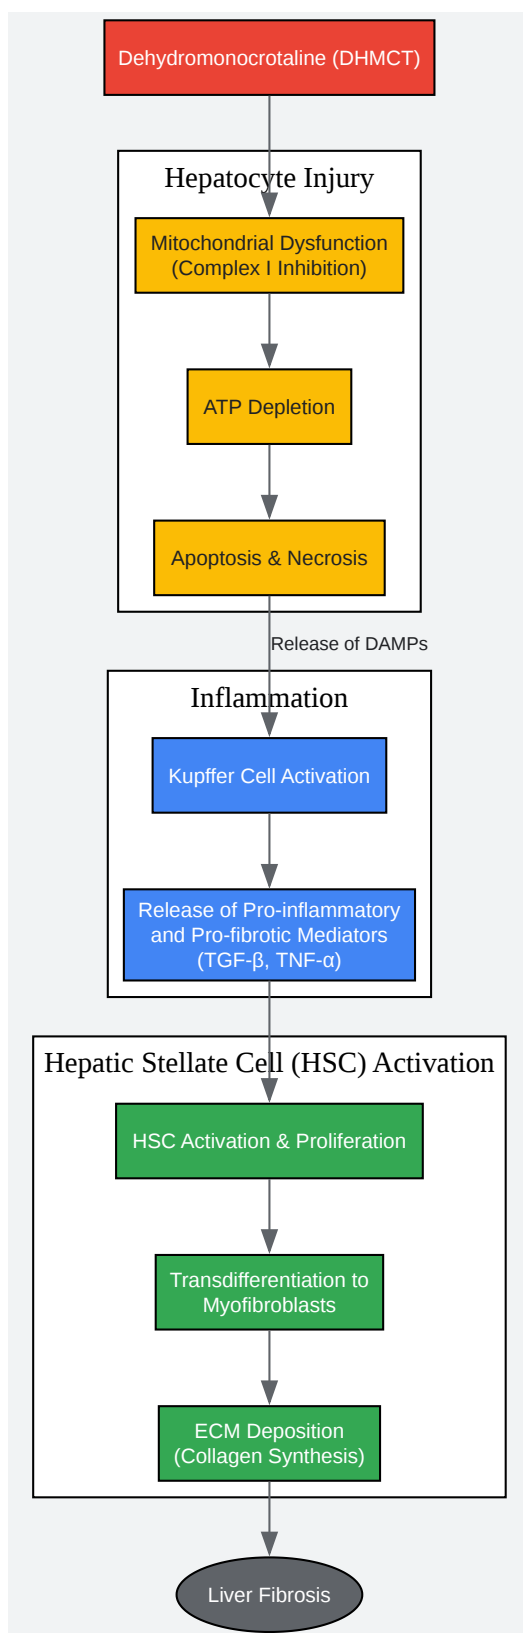 Dehydromonocrotaline (DHMCT)
Hepatocyte Injury
Mitochondrial Dysfunction
(Complex I Inhibition)
ATP Depletion
Apoptosis & Necrosis
Release of DAMPs
Inflammation
Kupffer Cell Activation
Release of Pro-inflammatory
and Pro-fibrotic Mediators
(TGF-β, TNF-α)
Hepatic Stellate Cell (HSC) Activation
HSC Activation & Proliferation
Transdifferentiation to
Myofibroblasts
ECM Deposition
(Collagen Synthesis)
Liver Fibrosis